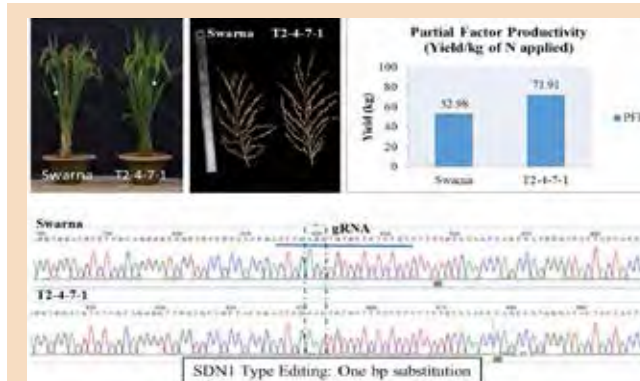 Swarna T2-4-7-1
Swarna T2-4-7-1
Partial Factor Productivity
(Yield/kg of N applied)
Yield (kg)
100
80
60
40
20
0
52.98
71.91
Swarna
T2-4-7-1
Swarna
gRNA
T2-4-7-1
SDN1 Type Editing: One bp substitution